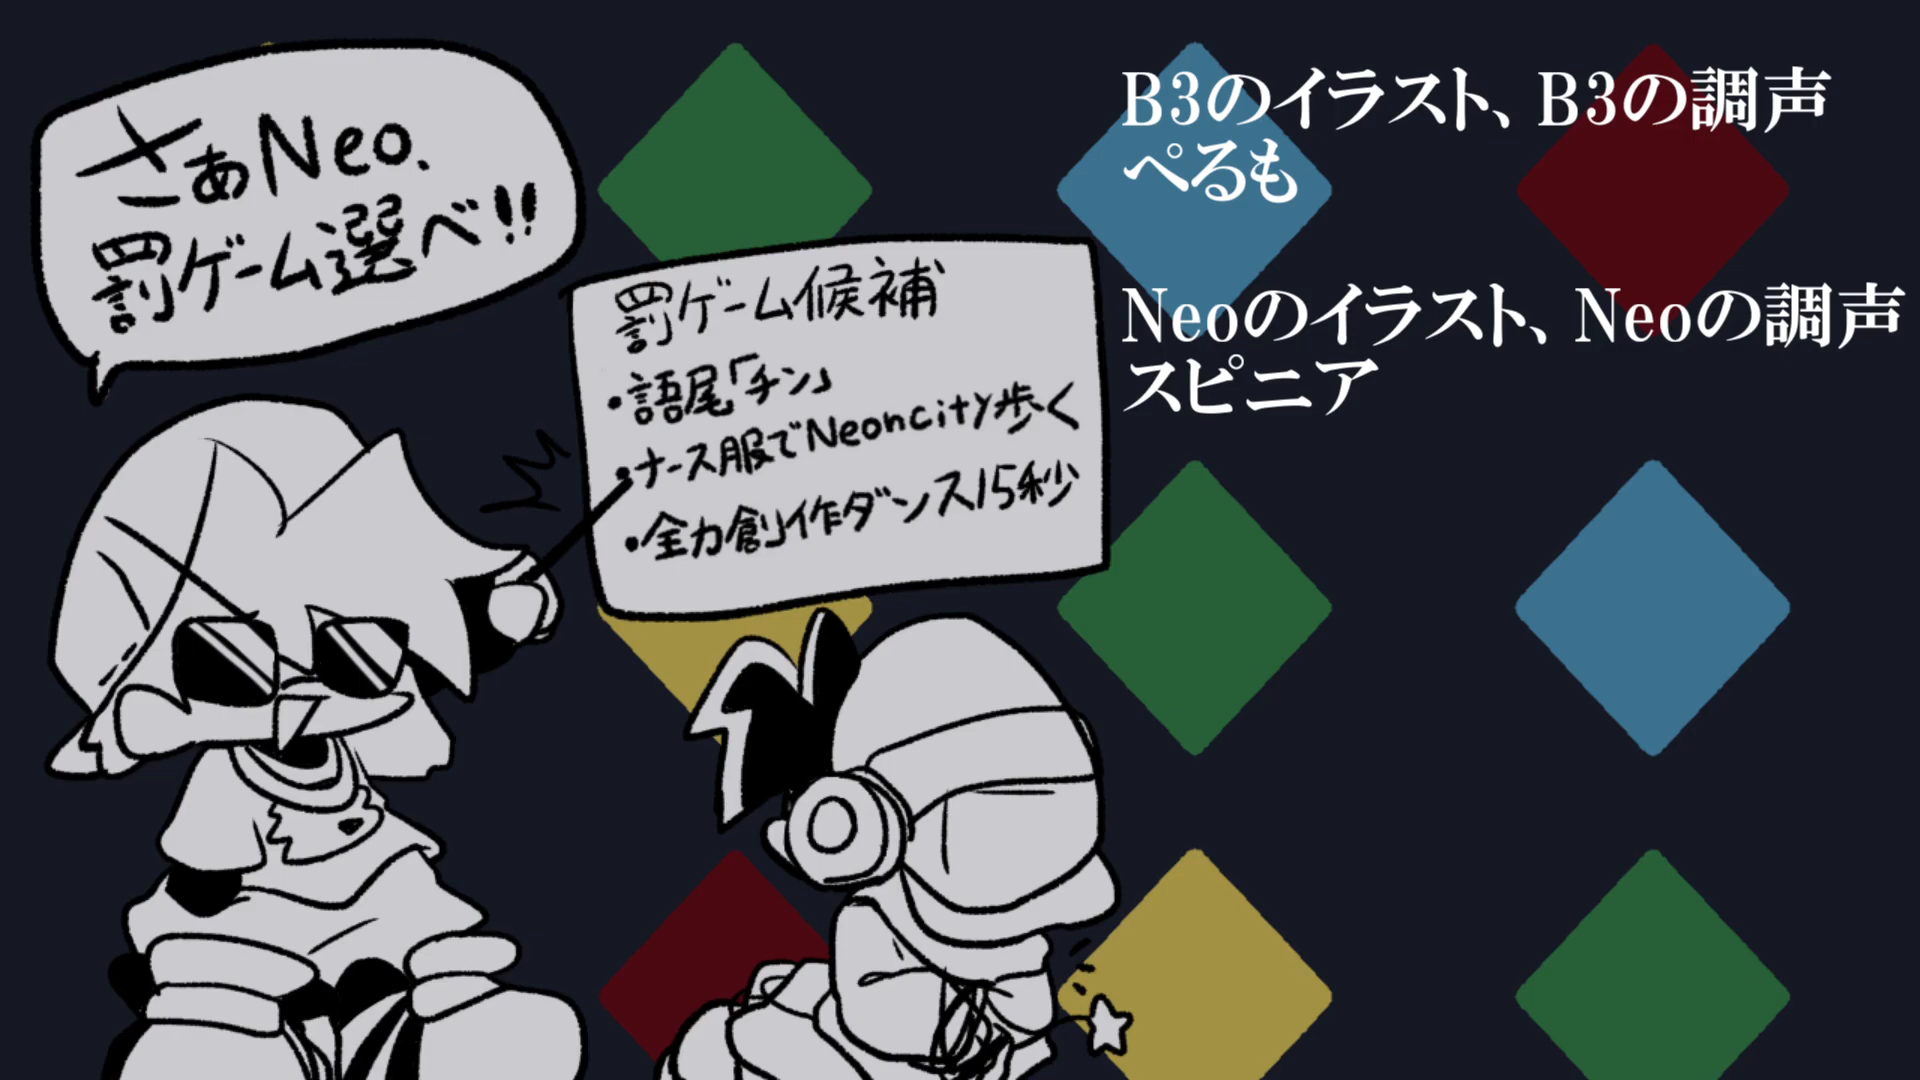 さぁNeo.
罰ゲーム選べ!!
罰ゲーム候補
・語尾「チン」
・ナース服でNeoncity歩く
・全力創作ダンス15秒
B3のイラスト、B3の調声
ぺるも
Neoのイラスト、Neoの調声
スピニア